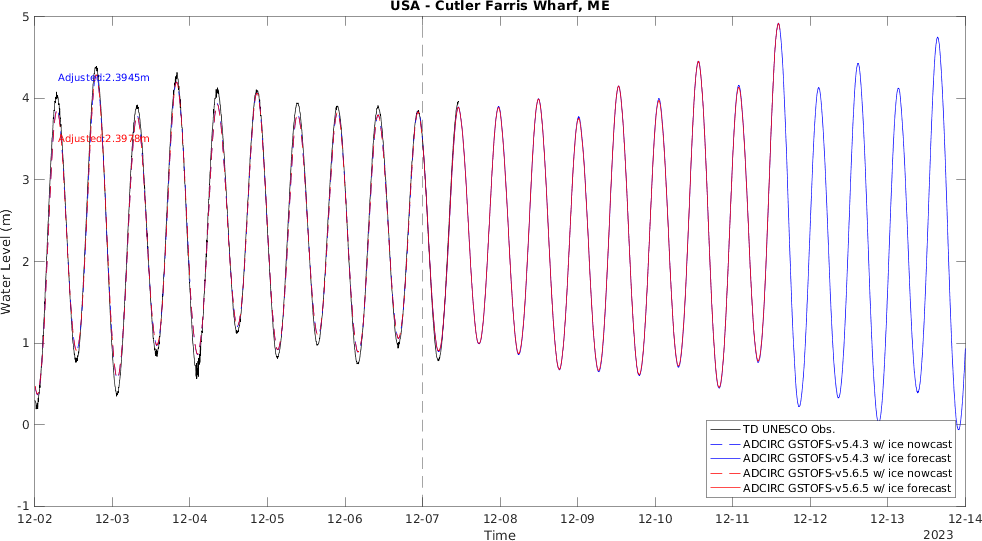 USA - Cutler Farris Wharf, ME
5
4
3
2
1
0
-1
Water Level (m)
Adjusted:2.3945m
Adjusted:2.3978m
TD UNESCO Obs.
ADCIRC GSTOFS-v5.4.3 w/ ice nowcast
ADCIRC GSTOFS-v5.4.3 w/ ice forecast
ADCIRC GSTOFS-v5.6.5 w/ ice nowcast
ADCIRC GSTOFS-v5.6.5 w/ ice forecast
12-02 12-03 12-04 12-05 12-06 12-07 12-08 12-09 12-10 12-11 12-12 12-13 12-14
Time 2023